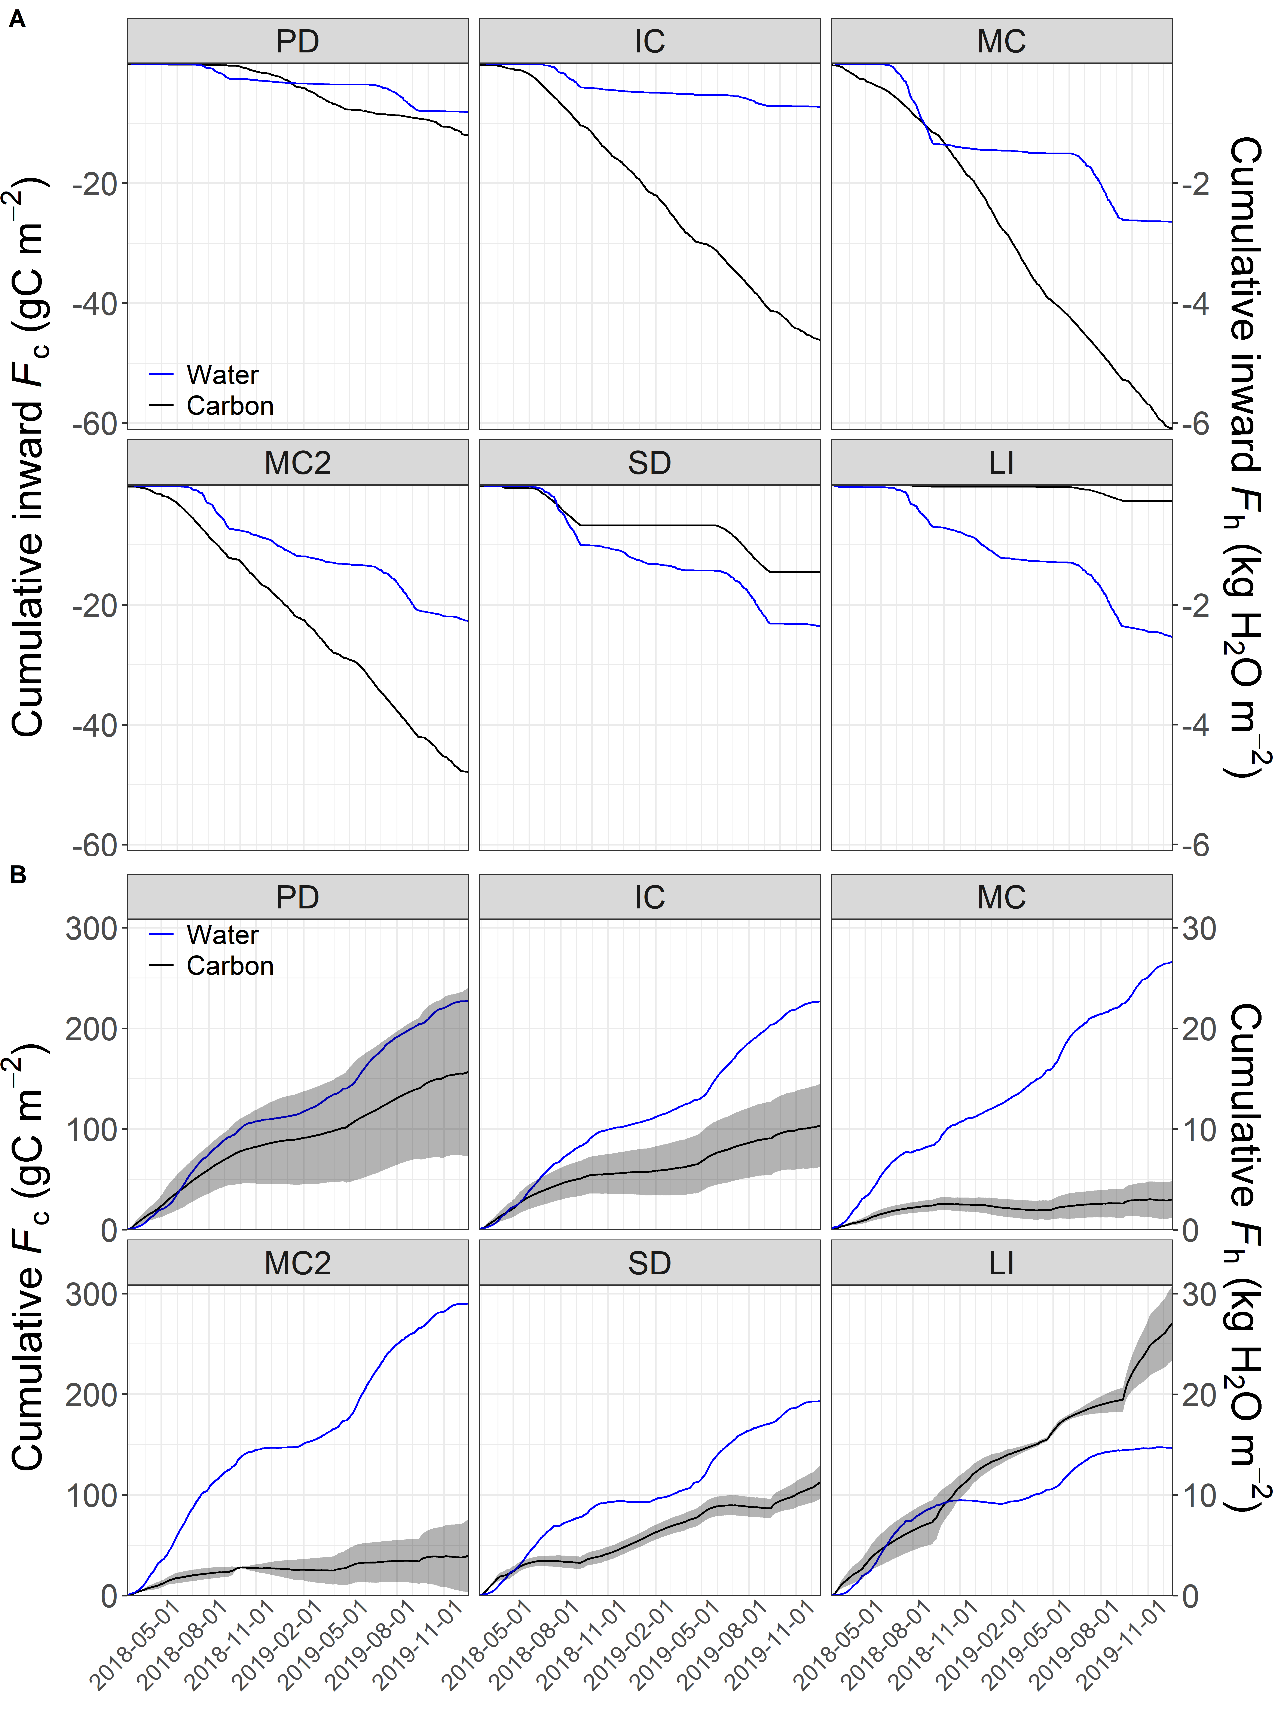 A
PD IC MC
Cumulative inward Fc (gC m−2)
-20
-40
-60
Water
Carbon
-2
-4
-6
Cumulative inward Fh (kg H2O m−2)
MC2 SD LI
-20
-40
-60
-2
-4
-6
B
PD IC MC
Cumulative Fc (gC m−2)
300
200
100
0
Water
Carbon
30
20
10
0
Cumulative Fh (kg H2O m−2)
MC2 SD LI
300
200
100
0
30
20
10
0
2018-05-01 2018-08-01 2018-11-01 2019-02-01 2019-05-01 2019-08-01 2019-11-01
2018-05-01 2018-08-01 2018-11-01 2019-02-01 2019-05-01 2019-08-01 2019-11-01
2018-05-01 2018-08-01 2018-11-01 2019-02-01 2019-05-01 2019-08-01 2019-11-01